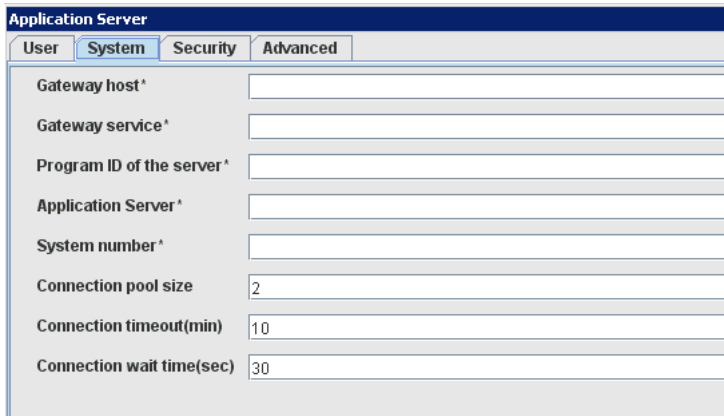 Application Server
User System Security Advanced
Gateway host*
Gateway service*
Program ID of the server*
Application Server*
System number*
Connection pool size 2
Connection timeout(min) 10
Connection wait time(sec) 30